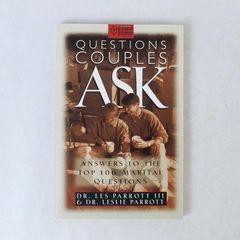 QUESTIONS
COUPLES
ASK
ANSWERS TO THE
TOP 100 MARITAL
QUESTIONS
DR. LES PARROTT III
& DR. LESLIE PARROTT